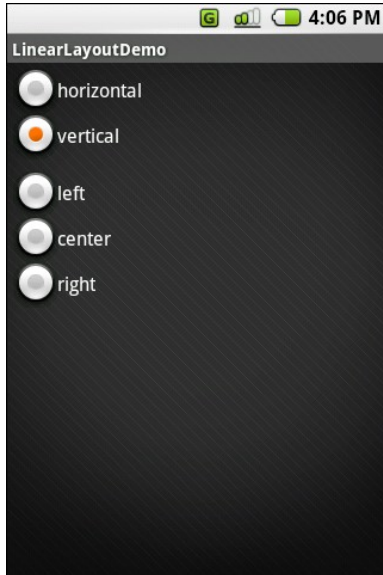 G 4:06 PM
LinearLayoutDemo
horizontal
vertical
left
center
right